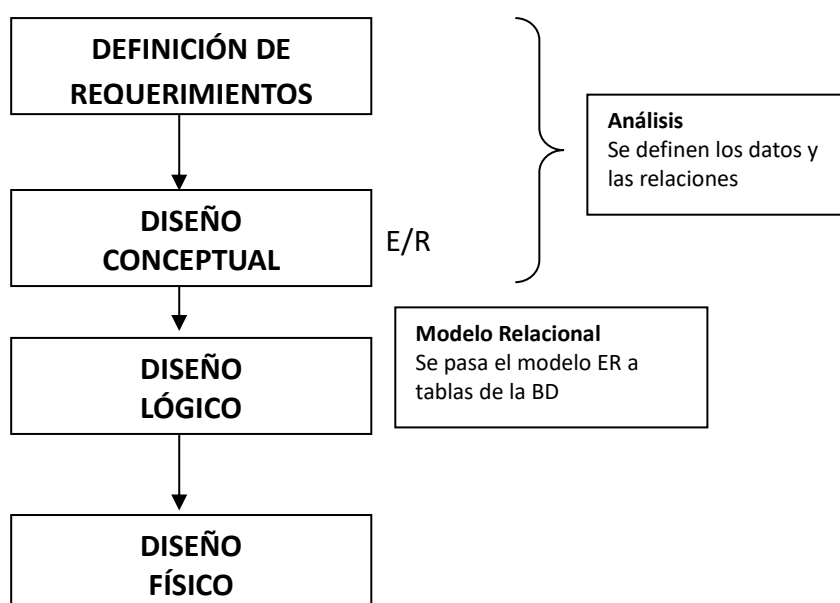 DEFINICIÓN DE
REQUERIMIENTOS
Análisis
Se definen los datos y
las relaciones
DISEÑO
CONCEPTUAL
E/R
Modelo Relacional
Se pasa el modelo ER a
tablas de la BD
DISEÑO
LÓGICO
DISEÑO
FÍSICO